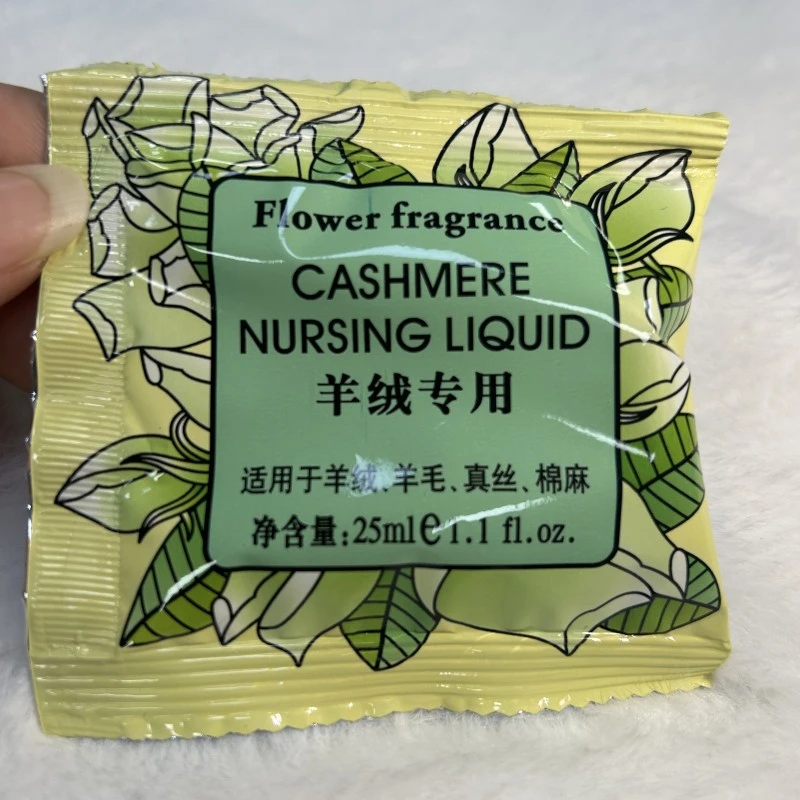 Flower fragrance
CASHMERE
NURSING LIQUID
羊绒专用
适用于羊绒、羊毛、真丝、棉麻
净含量:25ml e 1.1 fl.oz.